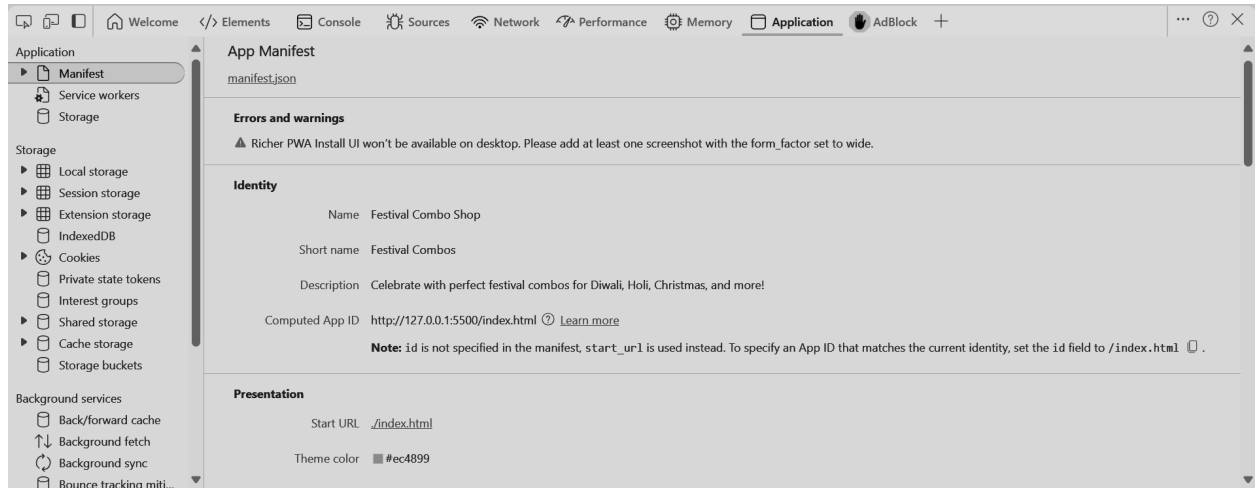 Welcome
</> Elements
Console
Sources
Network
Performance
Memory
Application
AdBlock
Application
Manifest
Service workers
Storage
Storage
Local storage
Session storage
Extension storage
IndexedDB
Cookies
Private state tokens
Interest groups
Shared storage
Cache storage
Storage buckets
Background services
Back/forward cache
Background fetch
Background sync
Bounce tracking miti...
App Manifest
manifest.json
Errors and warnings
Richer PWA Install UI won't be available on desktop. Please add at least one screenshot with the form_factor set to wide.
Identity
Name Festival Combo Shop
Short name Festival Combos
Description Celebrate with perfect festival combos for Diwali, Holi, Christmas, and more!
Computed App ID http://127.0.0.1:5500/index.html Learn more
Note: id is not specified in the manifest, start_url is used instead. To specify an App ID that matches the current identity, set the id field to /index.html .
Presentation
Start URL ./index.html
Theme color #ec4899